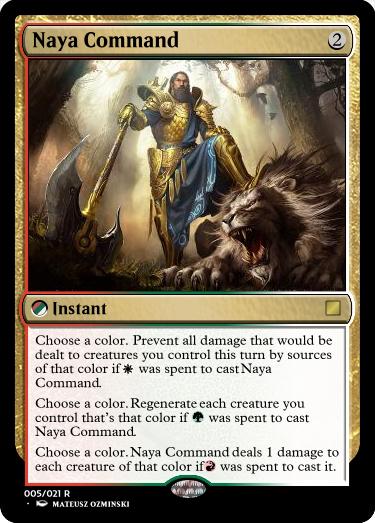 Naya Command 2
Instant
Choose a color. Prevent all damage that would be
dealt to creatures you control this turn by sources
of that color if was spent to cast Naya
Command.
Choose a color. Regenerate each creature you
control that's that color if was spent to cast
Naya Command.
Choose a color. Naya Command deals 1 damage to
each creature of that color if was spent to cast it.
005/021 R
· MATEUSZ OZMINSKI